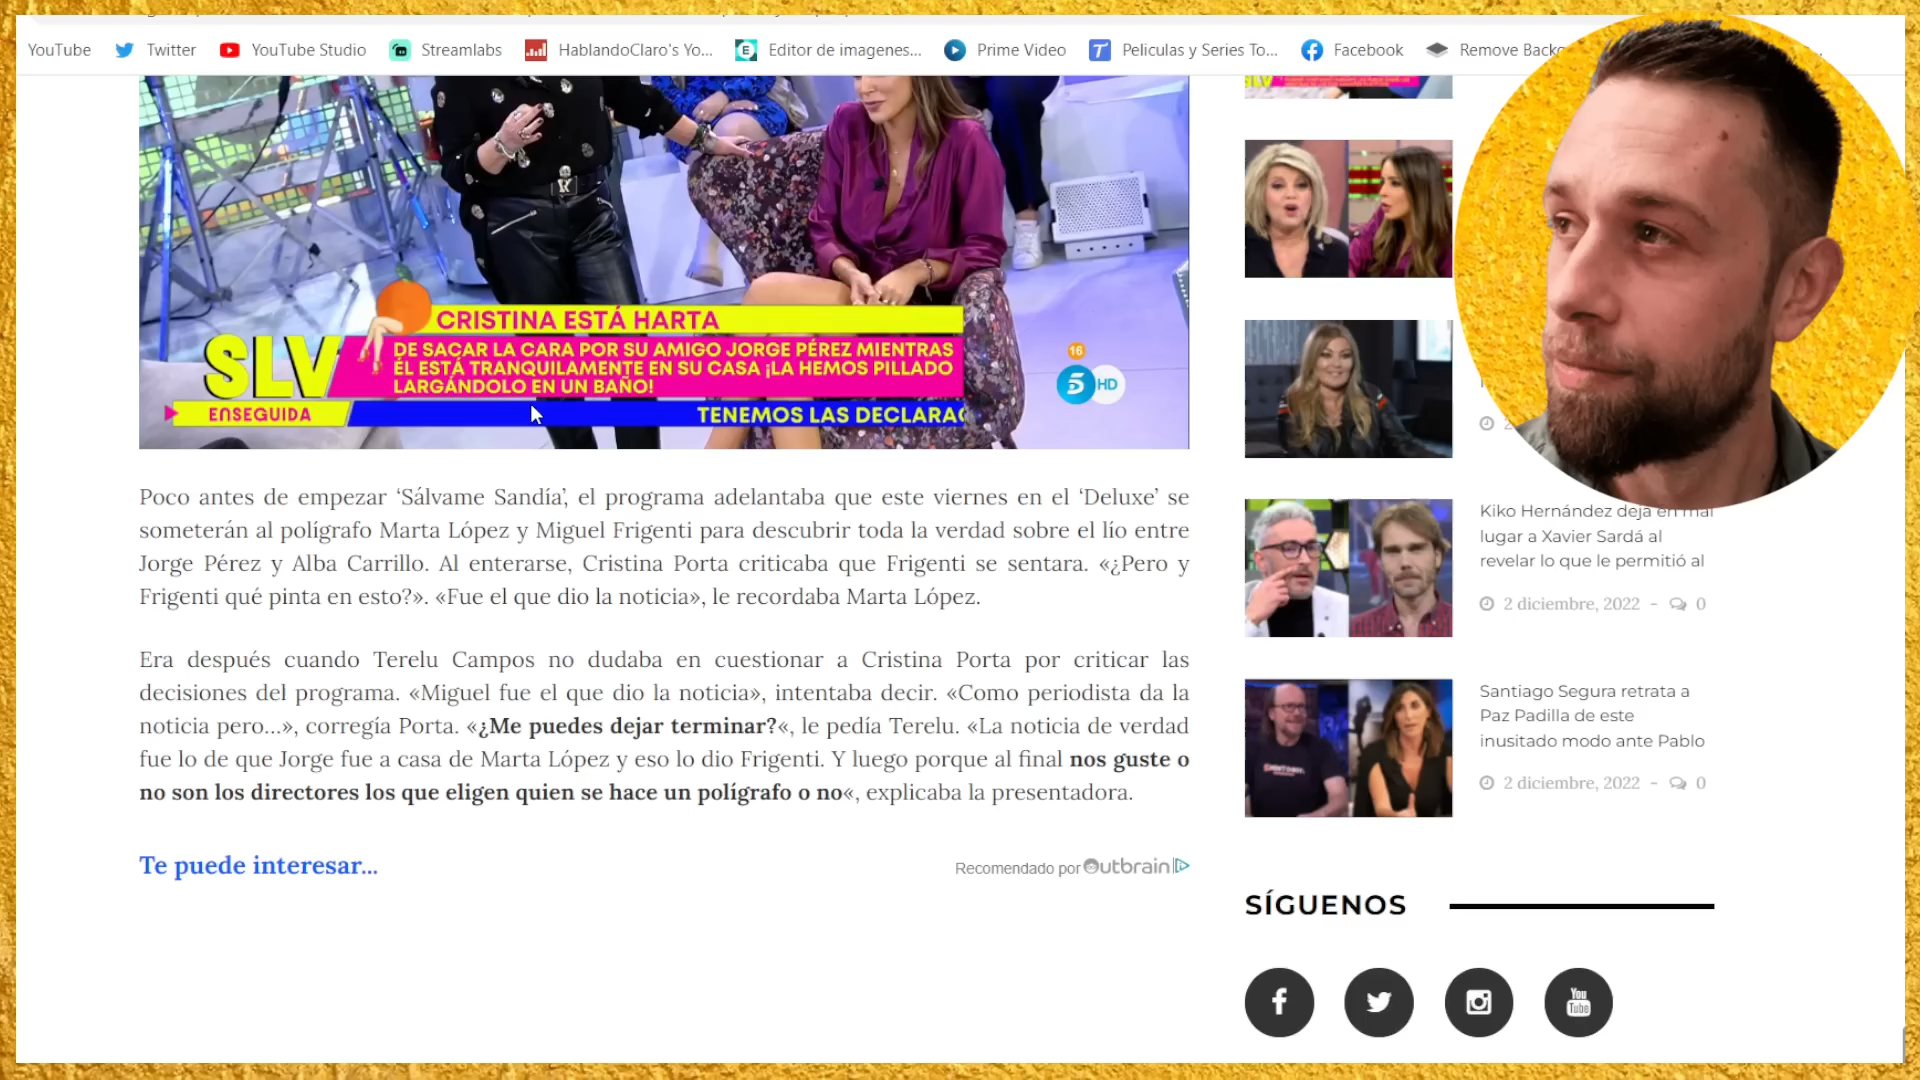 YouTube Twitter YouTube Studio Streamlabs HablandoClaro's Yo... Editor de imagenes... Prime Video Peliculas y Series To... Facebook Remove Backg
CRISTINA ESTÁ HARTA
SLV
DE SACAR LA CARA POR SU AMIGO JORGE PÉREZ MIENTRAS
ÉL ESTÁ TRANQUILAMENTE EN SU CASA ¡LA HEMOS PILLADO
LARGÁNDOLO EN UN BAÑO!
ENSEGUIDA
TENEMOS LAS DECLARAC
16
5 HD
Poco antes de empezar ‘Sálvame Sandía’, el programa adelantaba que este viernes en el ‘Deluxe’ se
someterán al polígrafo Marta López y Miguel Frigenti para descubrir toda la verdad sobre el lío entre
Jorge Pérez y Alba Carrillo. Al enterarse, Cristina Porta criticaba que Frigenti se sentara. «¿Pero y
Frigenti qué pinta en esto?». «Fue el que dio la noticia», le recordaba Marta López.
Era después cuando Terelu Campos no dudaba en cuestionar a Cristina Porta por criticar las
decisiones del programa. «Miguel fue el que dio la noticia», intentaba decir. «Como periodista da la
noticia pero…», corregía Porta. «¿Me puedes dejar terminar?«, le pedía Terelu. «La noticia de verdad
fue lo de que Jorge fue a casa de Marta López y eso lo dio Frigenti. Y luego porque al final nos guste o
no son los directores los que eligen quien se hace un polígrafo o no«, explicaba la presentadora.
Te puede interesar...
Recomendado por Outbrain
Kiko Hernández deja en mal
lugar a Xavier Sardá al
revelar lo que le permitió al
2 diciembre, 2022 - 0
Santiago Segura retrata a
Paz Padilla de este
inusitado modo ante Pablo
2 diciembre, 2022 - 0
SÍGUENOS
You
Tube